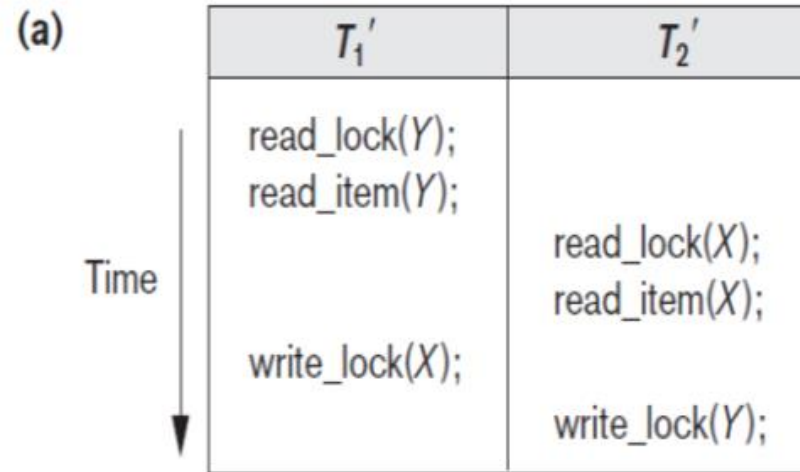 (a)
T₁′ T₂′
read_lock(Y);
read_item(Y);
read_lock(X);
Time
read_item(X);
write_lock(X);
write_lock(Y);